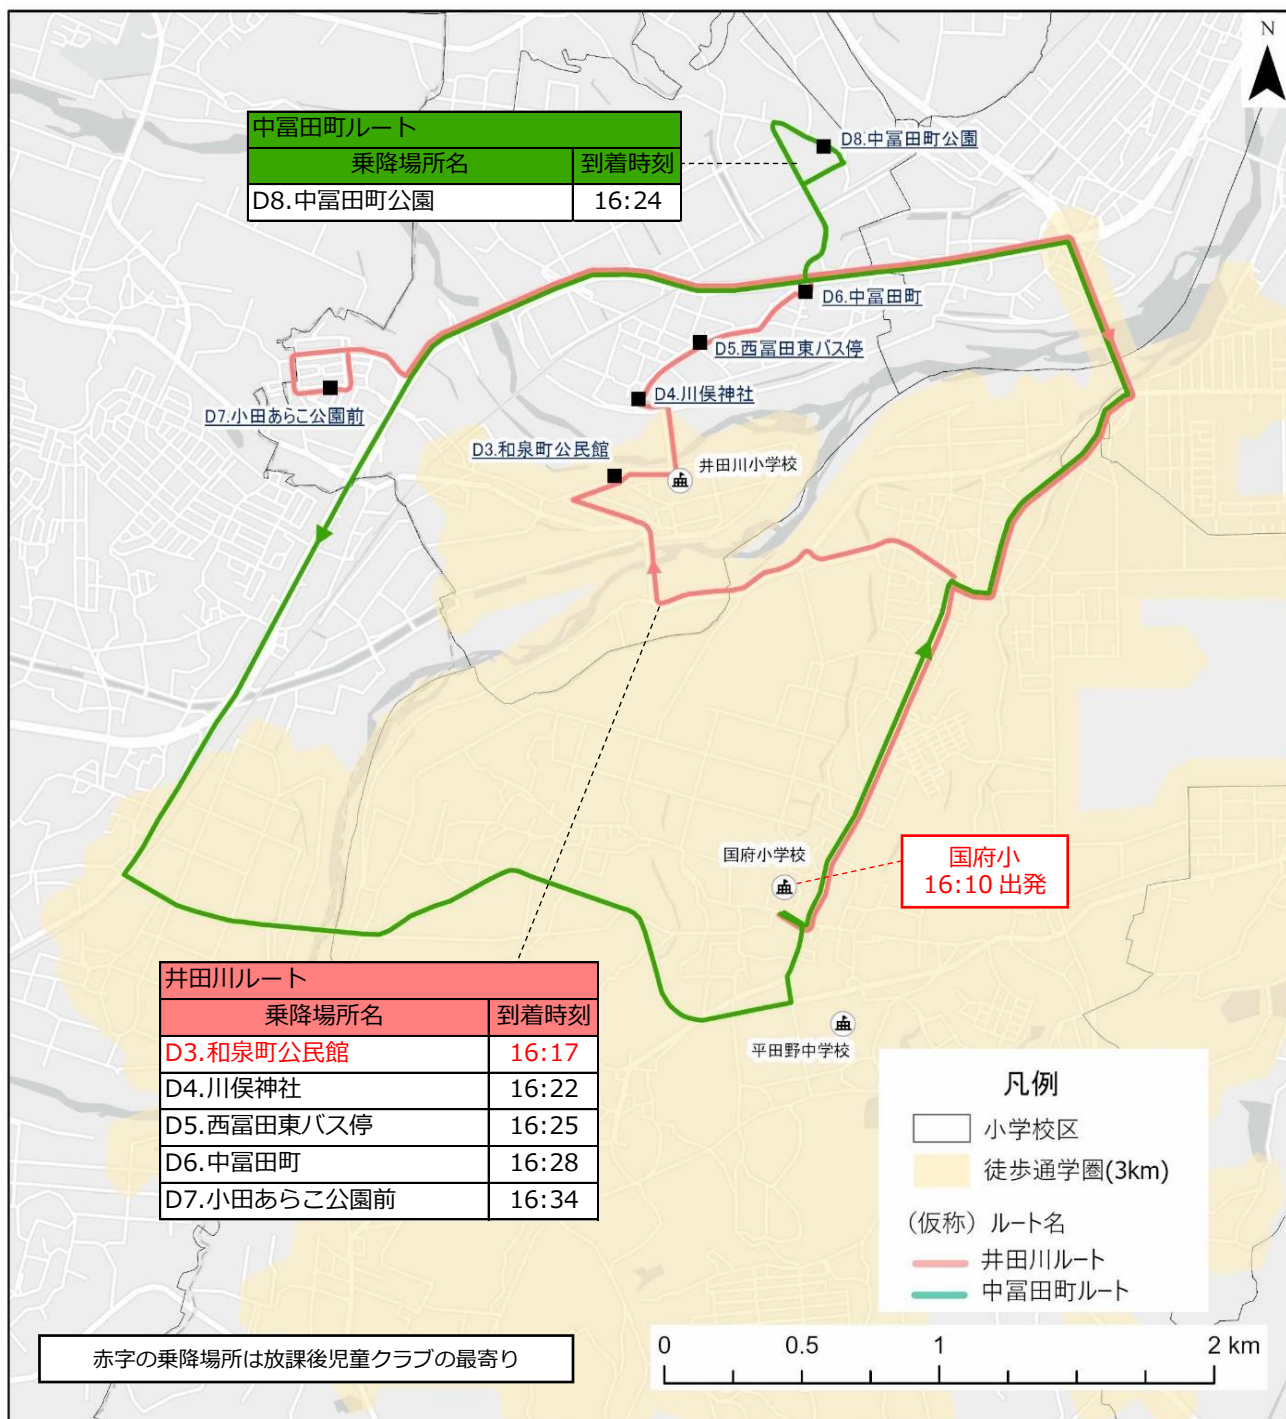 N
中冨田町ルート
乗降場所名 到着時刻
D8.中冨田町公園 16:24
D8.中冨田町公園
D6.中冨田町
D5.西冨田東バス停
D4.川俣神社
D7.小田あらこ公園前
D3.和泉町公民館
井田川小学校
国府小学校
国府小
16:10 出発
平田野中学校
井田川ルート
乗降場所名 到着時刻
D3.和泉町公民館 16:17
D4.川俣神社 16:22
D5.西冨田東バス停 16:25
D6.中冨田町 16:28
D7.小田あらこ公園前 16:34
凡例
小学校区
徒歩通学圏(3km)
(仮称) ルート名
井田川ルート
中冨田町ルート
赤字の乗降場所は放課後児童クラブの最寄り
0 0.5 1 2 km